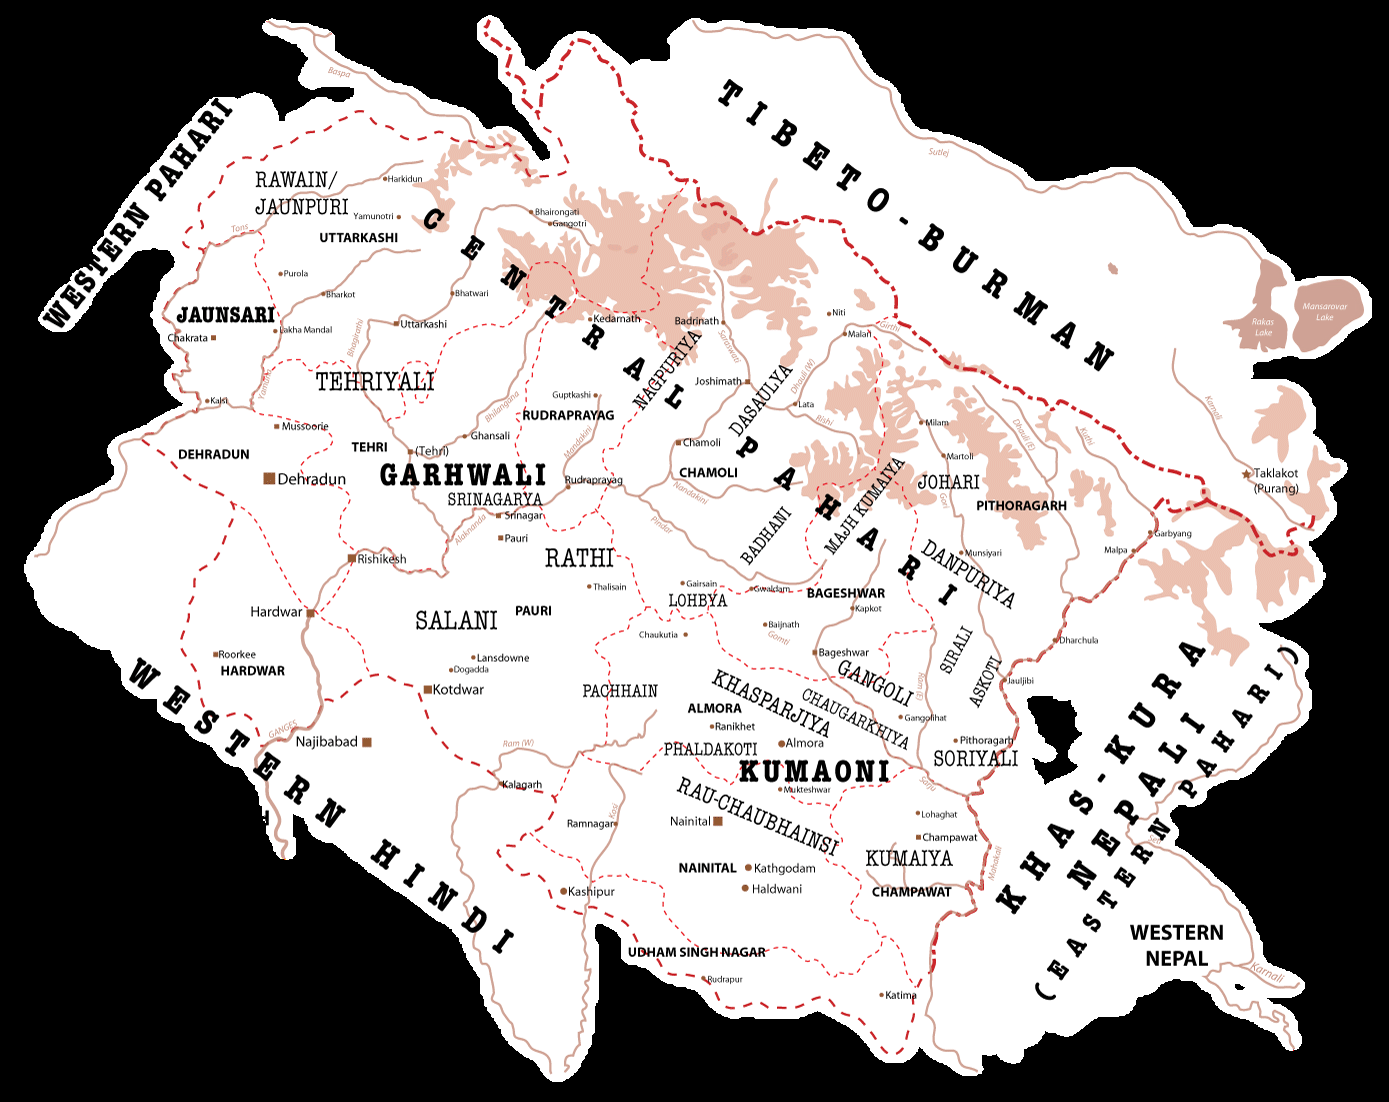 Baspa
TIBETO-BURMAN
Sutlej
WESTERN PAHARI
RAWAIN/
JAUNPURI
Harkidun
Yamunotri
UTTARKASHI
Tons
CENTRAL PAHARI
Bhairongati
Gangotri
Purola
Bharkot
Bhatwari
JAUNSARI
Chakrata
Lakha Mandal
Uttarkashi
Bhagirathi
Yamuna
Kedarnath
Badrinath
Saraswati
Niti
Malari
Girthi
Rakas
Lake
Mansarovar
Lake
TEHRIYALI
NAGPURIYA
Joshimath
DASAULYA
Dhauli (W)
Lata
Rishi
Kalsi
Mussoorie
DEHRADUN
Dehradun
TEHRI
(Tehri)
Ghansali
Bhilangana
Guptkashi
RUDRAPRAYAG
Mandakini
Chamoli
CHAMOLI
Milam
Martoli
Dhauli (E)
Kuthi
Karnali
GARHWALI
SRINAGARYA
Rudraprayag
Nandakini
JOHARI
Gori
PITHORAGARH
Taklakot
(Purang)
Srinagar
Alaknanda
Pauri
Pindar
BADHANI
MAJH KUMAIYA
Malpa
Garbyang
Rishikesh
RATHI
Thalisain
Gairsain
LOHBYA
Gwaldam
BAGESHWAR
Kapkot
DANPURIYA
Munsiyari
Hardwar
SALANI
PAURI
Chaukutia
Baijnath
Gomti
Bageshwar
SIRALI
ASKOTI
Dharchula
Jauljibi
Roorkee
HARDWAR
Lansdowne
Dogadda
Kotdwar
PACHHAIN
KHASPARJIYA
ALMORA
CHAUGARKHIYA
GANGOLI
Ram (E)
Gangolihat
WESTERN HINDI
GANGES
Najibabad
Ram (W)
Ranikhet
Almora
PHALDAKOTI
KUMAONI
Pithoragarh
SORIYALI
Kalagarh
Mukteshwar
Sarju
RAU-CHAUBHAINSI
Kosi
Ramnagar
Nainital
Lohaghat
Champawat
KUMAIYA
Mahakali
NAINITAL
Kathgodam
Haldwani
CHAMPAWAT
Kashipur
UDHAM SINGH NAGAR
Rudrapur
Katima
KHAS-KURA
NEPALI
(EASTERN PAHARI)
WESTERN
NEPAL
Karnali